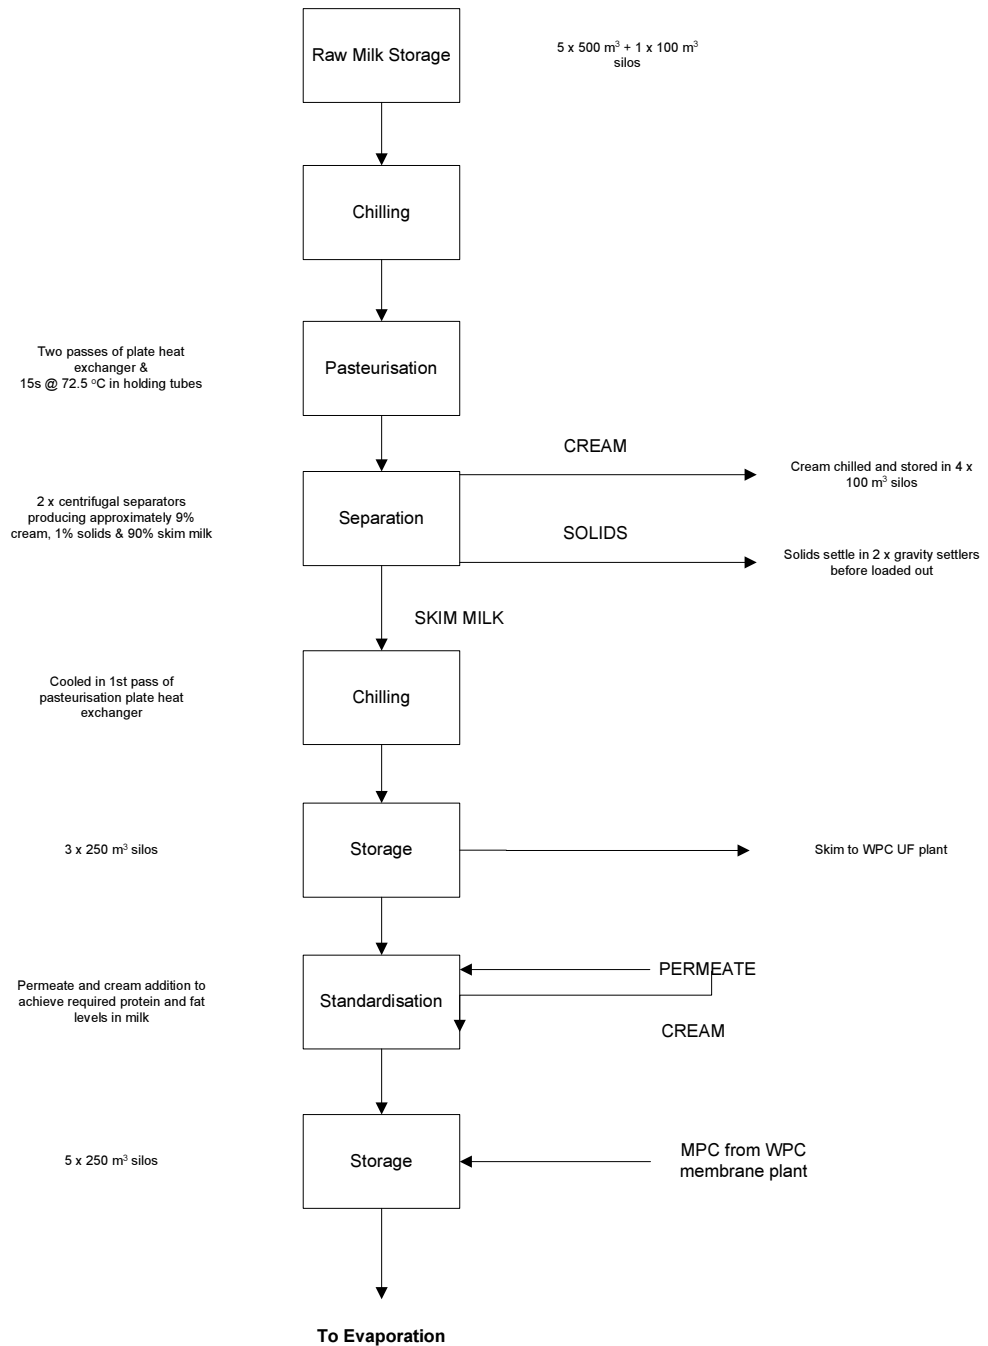 Raw Milk Storage
5 x 500 m³ + 1 x 100 m³
silos
Chilling
Two passes of plate heat
exchanger &
15s @ 72.5 °C in holding tubes
Pasteurisation
CREAM
Cream chilled and stored in 4 x
100 m³ silos
2 x centrifugal separators
producing approximately 9%
cream, 1% solids & 90% skim milk
Separation
SOLIDS
Solids settle in 2 x gravity settlers
before loaded out
SKIM MILK
Cooled in 1st pass of
pasteurisation plate heat
exchanger
Chilling
3 x 250 m³ silos
Storage
Skim to WPC UF plant
Permeate and cream addition to
achieve required protein and fat
levels in milk
Standardisation
PERMEATE
CREAM
5 x 250 m³ silos
Storage
MPC from WPC
membrane plant
To Evaporation